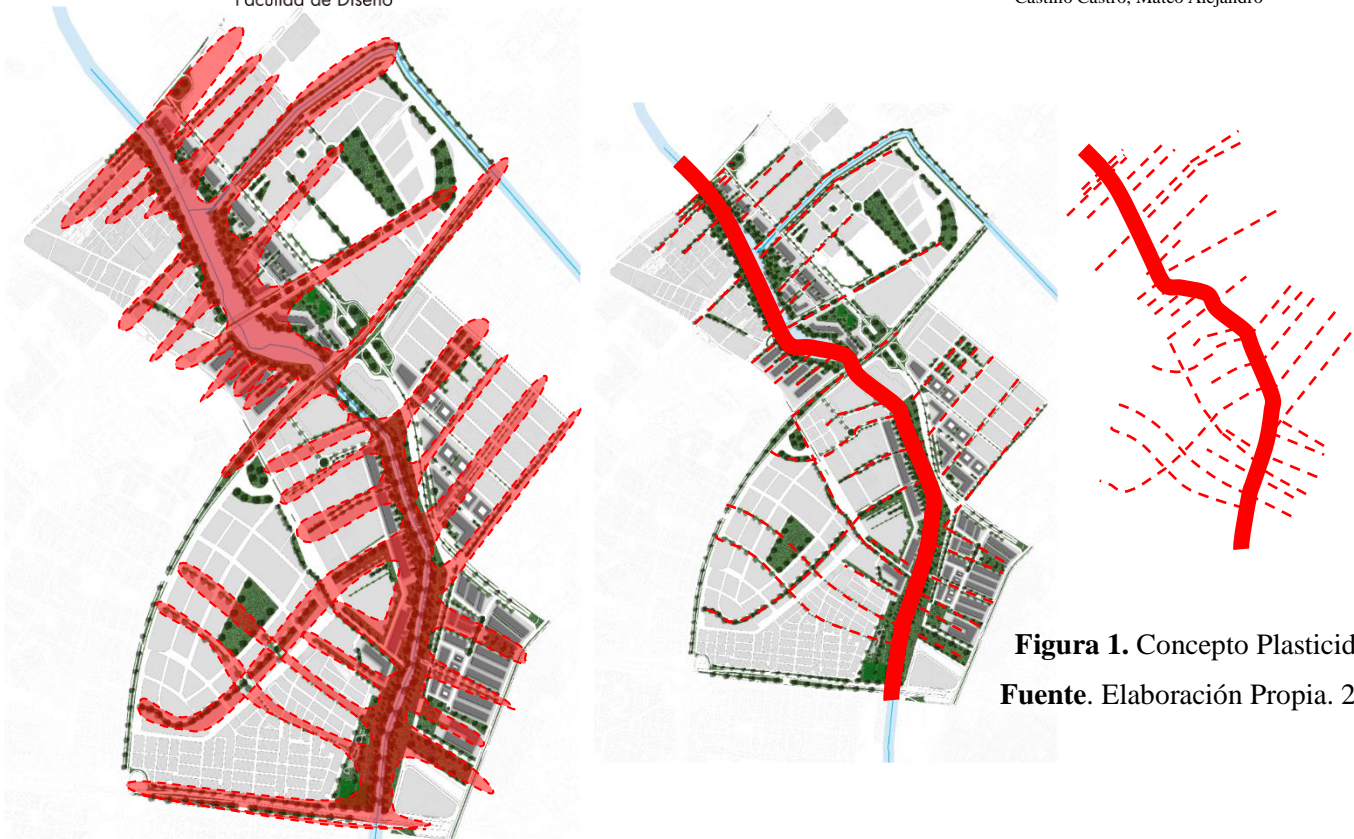 Facultad de Diseño
Castillo Castro, Mateo Alejandro
Figura 1. Concepto Plasticid
Fuente. Elaboración Propia. 2